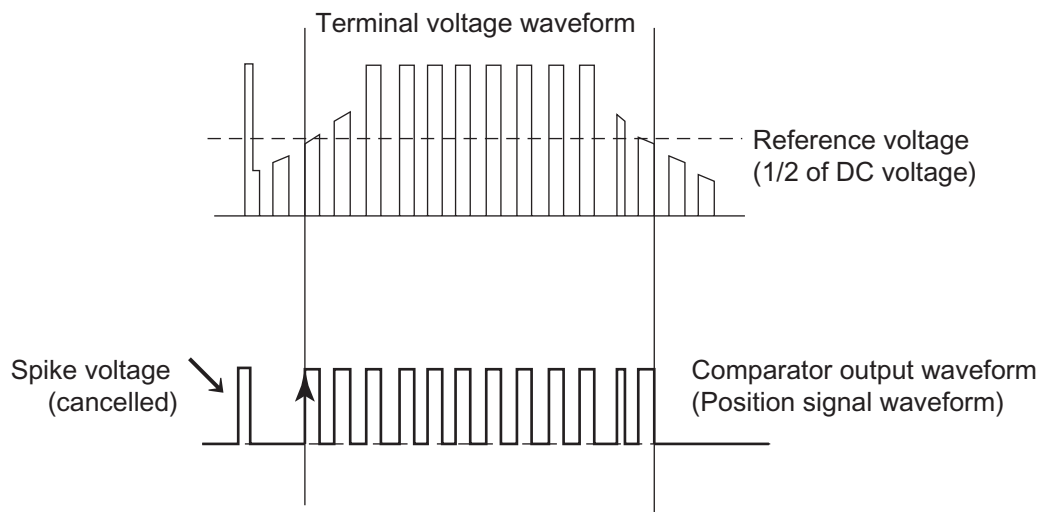 Terminal voltage waveform
Reference voltage
(1/2 of DC voltage)
Spike voltage
(cancelled)
Comparator output waveform
(Position signal waveform)